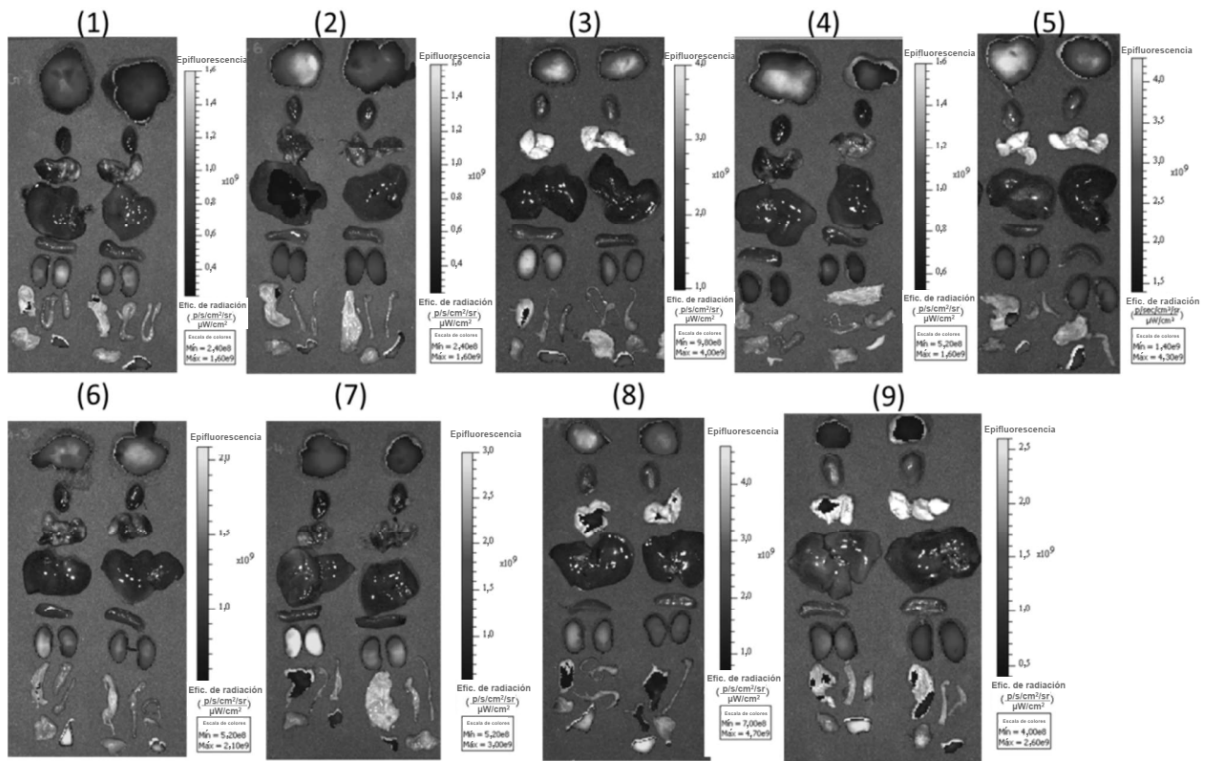 (1)
Epifluorescencia
1,6
1,4
1,2
1,0
x10⁹
0,8
0,6
0,4
Efic. de radiación
(p/s/cm²/sr / µW/cm²)
Escala de colores
Mín = 2,40e8
Máx = 1,60e9
(2)
Epifluorescencia
1,6
1,4
1,2
1,0
x10⁹
0,8
0,6
0,4
Efic. de radiación
(p/s/cm²/sr / µW/cm²)
Escala de colores
Mín = 2,40e8
Máx = 1,60e9
(3)
Epifluorescencia
4,0
3,0
x10⁹
2,0
1,0
Efic. de radiación
(p/s/cm²/sr / µW/cm²)
Escala de colores
Mín = 9,80e8
Máx = 4,00e9
(4)
Epifluorescencia
1,6
1,4
1,2
x10⁹
1,0
0,8
0,6
Efic. de radiación
(p/s/cm²/sr / µW/cm²)
Escala de colores
Mín = 5,20e8
Máx = 1,60e9
(5)
Epifluorescencia
4,0
3,5
3,0
x10⁹
2,5
2,0
1,5
Efic. de radiación
(p/sec/cm²/sr / µW/cm²)
Escala de colores
Mín = 1,40e9
Máx = 4,30e9
(6)
Epifluorescencia
2,0
1,5
x10⁹
1,0
Efic. de radiación
(p/s/cm²/sr / µW/cm²)
Escala de colores
Mín = 5,20e8
Máx = 2,10e9
(7)
Epifluorescencia
3,0
2,5
2,0
x10⁹
1,5
1,0
Efic. de radiación
(p/s/cm²/sr / µW/cm²)
Escala de colores
Mín = 5,20e8
Máx = 3,00e9
(8)
Epifluorescencia
4,0
3,0
x10⁹
2,0
1,0
Efic. de radiación
(p/s/cm²/sr / µW/cm²)
Escala de colores
Mín = 7,00e8
Máx = 4,70e9
(9)
Epifluorescencia
2,5
2,0
1,5
x10⁹
1,0
0,5
Efic. de radiación
(p/s/cm²/sr / µW/cm²)
Escala de colores
Mín = 4,00e8
Máx = 2,60e9